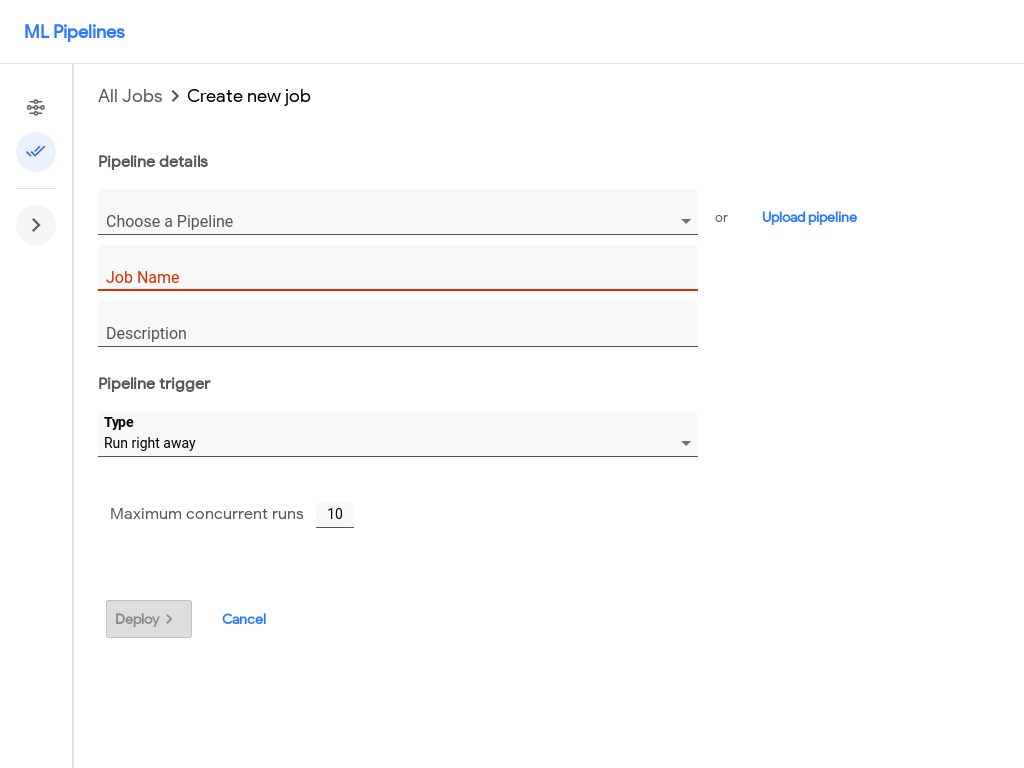 ML Pipelines
All Jobs > Create new job
Pipeline details
Choose a Pipeline or Upload pipeline
Job Name
Description
Pipeline trigger
Type
Run right away
Maximum concurrent runs 10
Deploy > Cancel